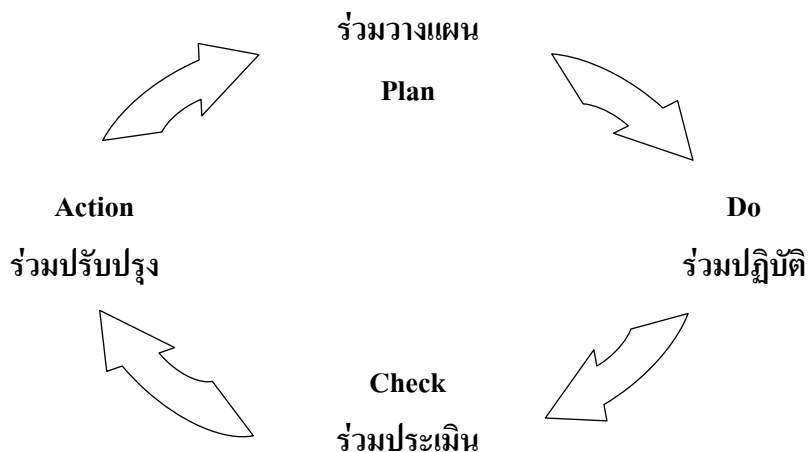 ร่วมวางแผน
Plan
Action
ร่วมปรับปรุง
Do
ร่วมปฏิบัติ
Check
ร่วมประเมิน